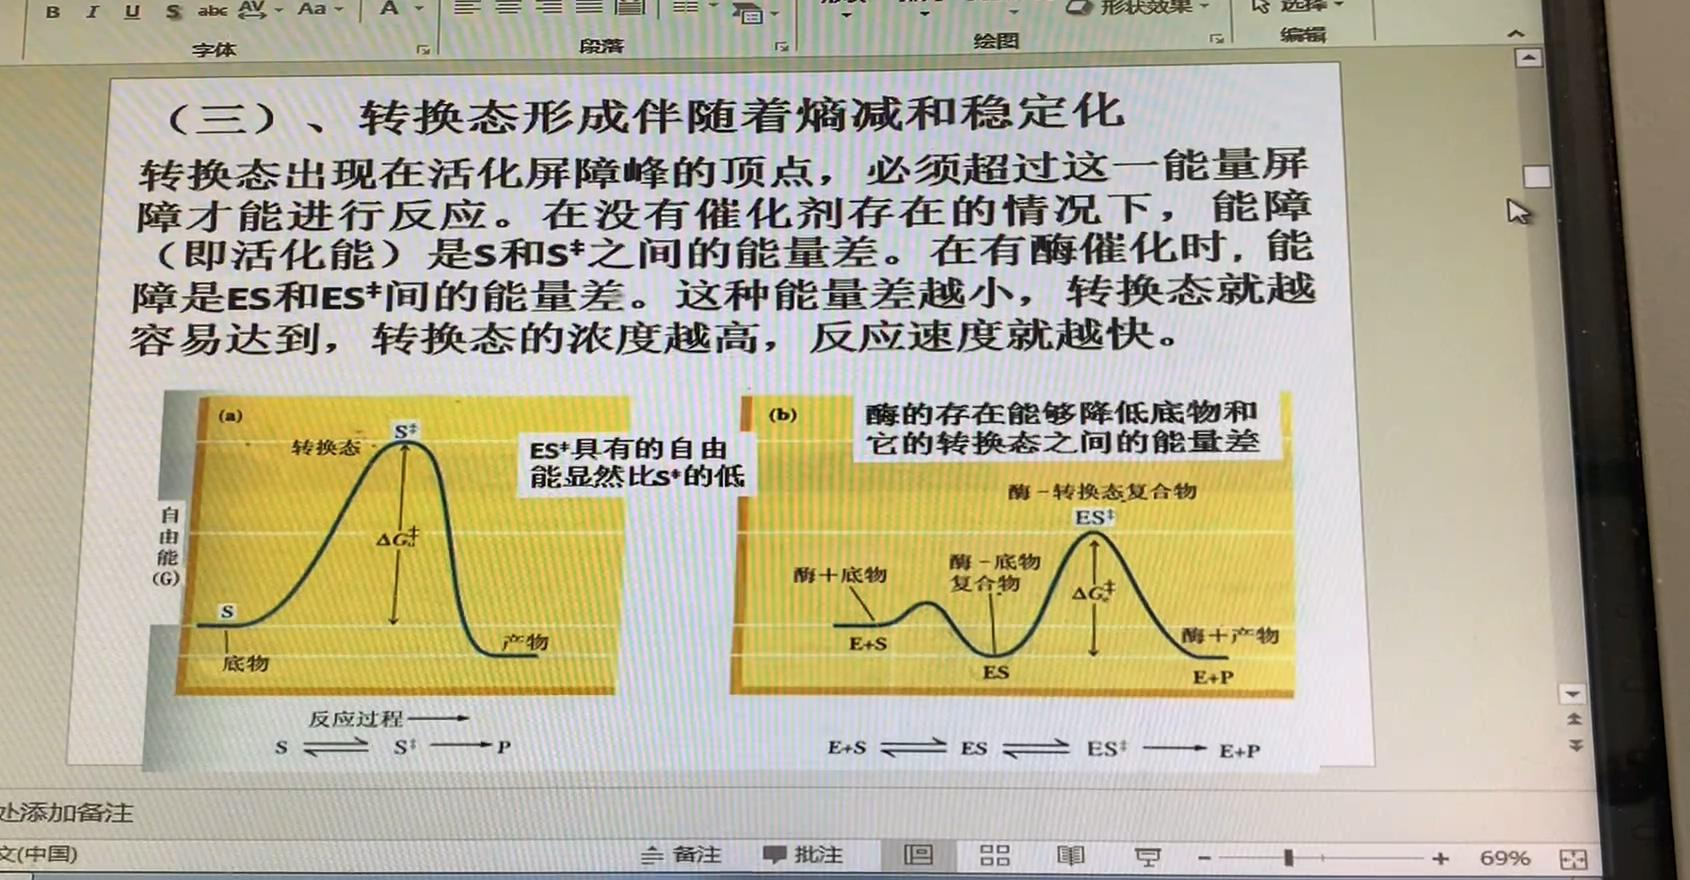 B I U S abc AV Aa A
形状效果
选择
字体
段落
绘图
编辑
（三）、转换态形成伴随着熵减和稳定化
转换态出现在活化屏障峰的顶点，必须超过这一能量屏
障才能进行反应。在没有催化剂存在的情况下，能障
（即活化能）是S和S‡之间的能量差。在有酶催化时，能
障是ES和ES‡间的能量差。这种能量差越小，转换态就越
容易达到，转换态的浓度越高，反应速度就越快。
(a)
S‡
转换态
ES‡具有的自由
能显然比S‡的低
自
由
能
(G)
ΔGu‡
S
底物
产物
反应过程
S S‡ P
(b)
酶的存在能够降低底物和
它的转换态之间的能量差
酶-转换态复合物
ES‡
酶+底物
酶-底物
复合物
ΔGe‡
酶+产物
E+S
ES
E+P
E+S ES ES‡ E+P
处添加备注
文(中国)
备注
批注
69%